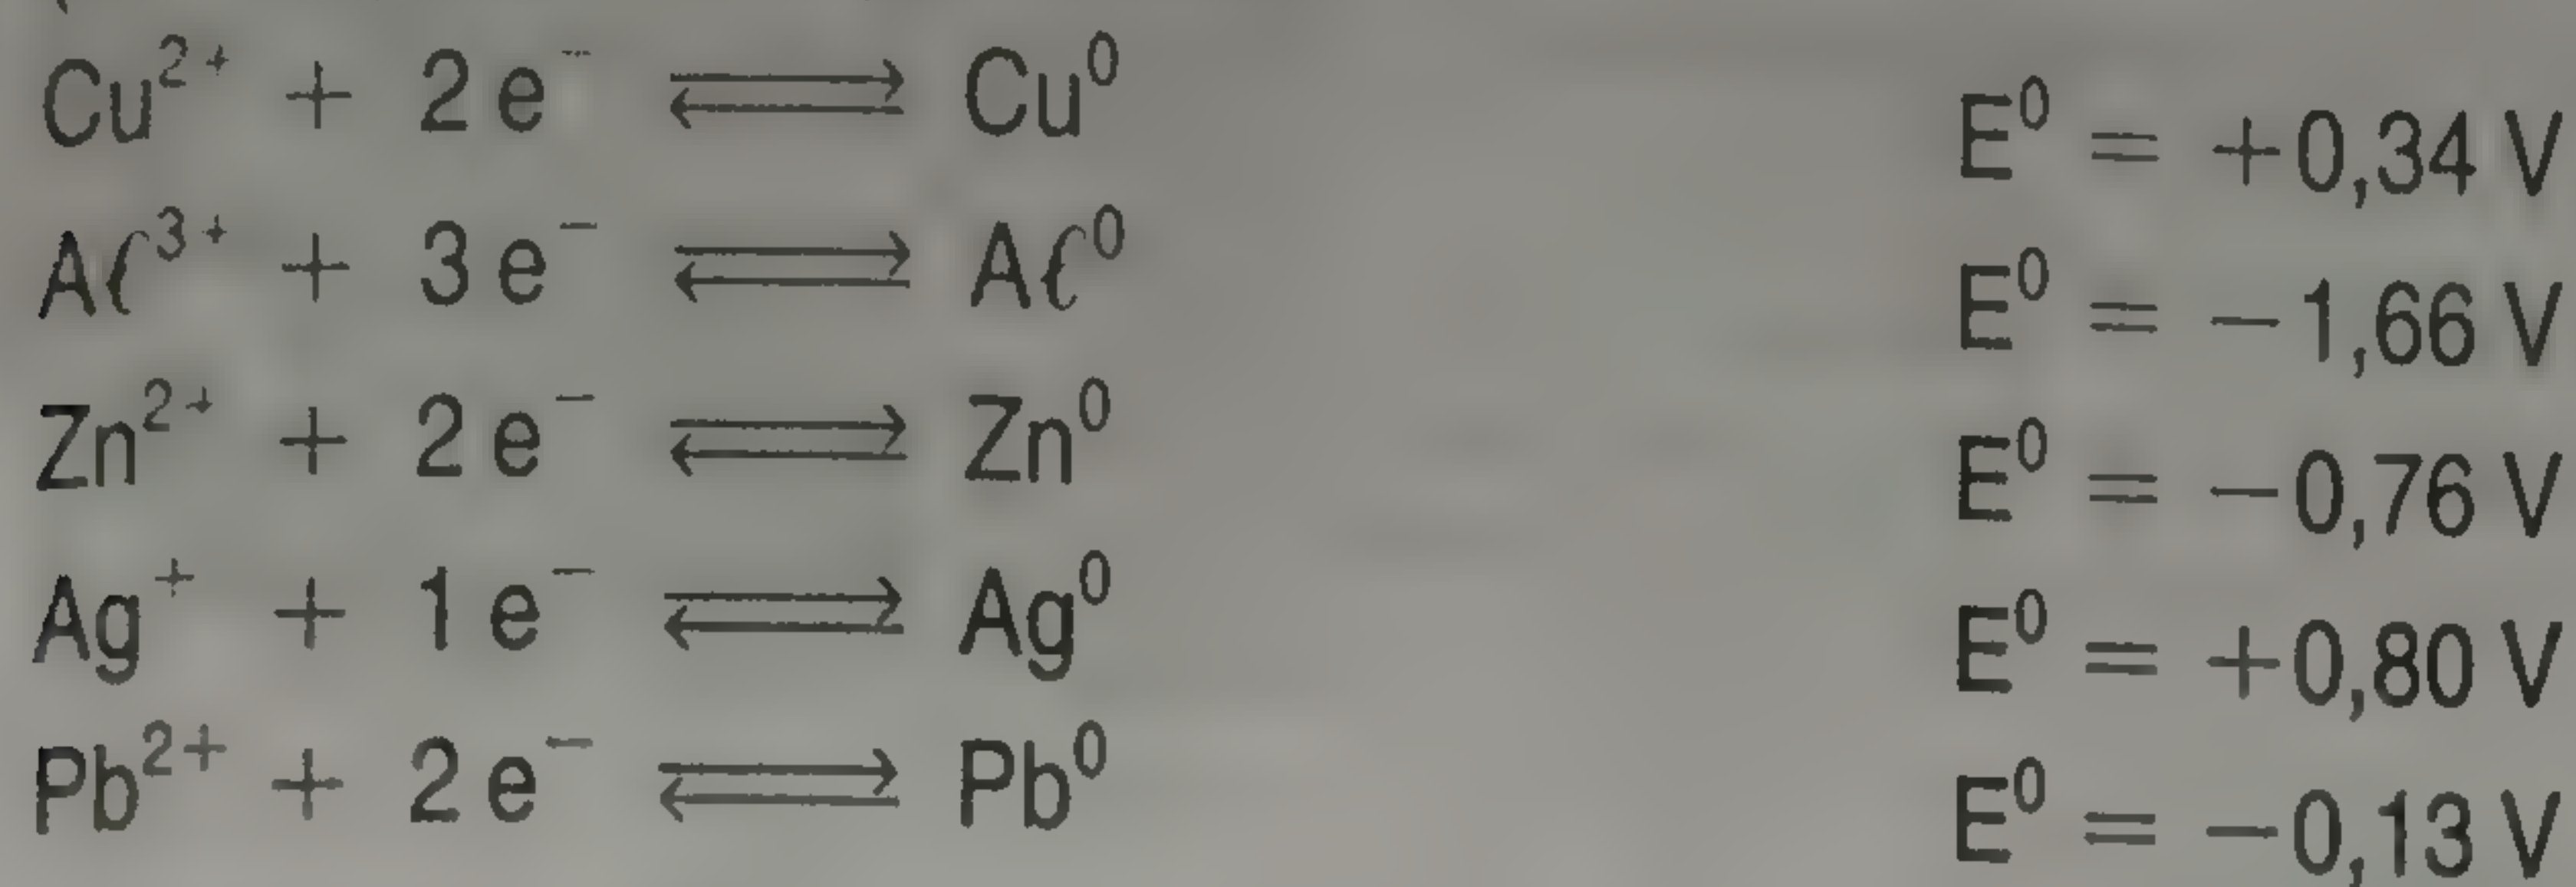 Cu²⁺ + 2 e⁻ ⇌ Cu⁰ E⁰ = +0,34 V
Aℓ³⁺ + 3 e⁻ ⇌ Aℓ⁰ E⁰ = −1,66 V
Zn²⁺ + 2 e⁻ ⇌ Zn⁰ E⁰ = −0,76 V
Ag⁺ + 1 e⁻ ⇌ Ag⁰ E⁰ = +0,80 V
Pb²⁺ + 2 e⁻ ⇌ Pb⁰ E⁰ = −0,13 V